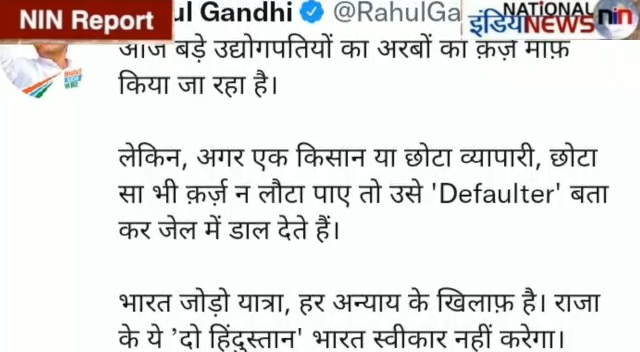 NIN Report
ul Gandhi @RahulGa
NATIONAL
इंडिया NEWS nin
आज बड़े उद्योगपतियों का अरबों का क़र्ज़ माफ़
किया जा रहा है।
लेकिन, अगर एक किसान या छोटा व्यापारी, छोटा
सा भी क़र्ज़ न लौटा पाए तो उसे 'Defaulter' बता
कर जेल में डाल देते हैं।
भारत जोड़ो यात्रा, हर अन्याय के खिलाफ़ है। राजा
के ये ’दो हिंदुस्तान' भारत स्वीकार नहीं करेगा।